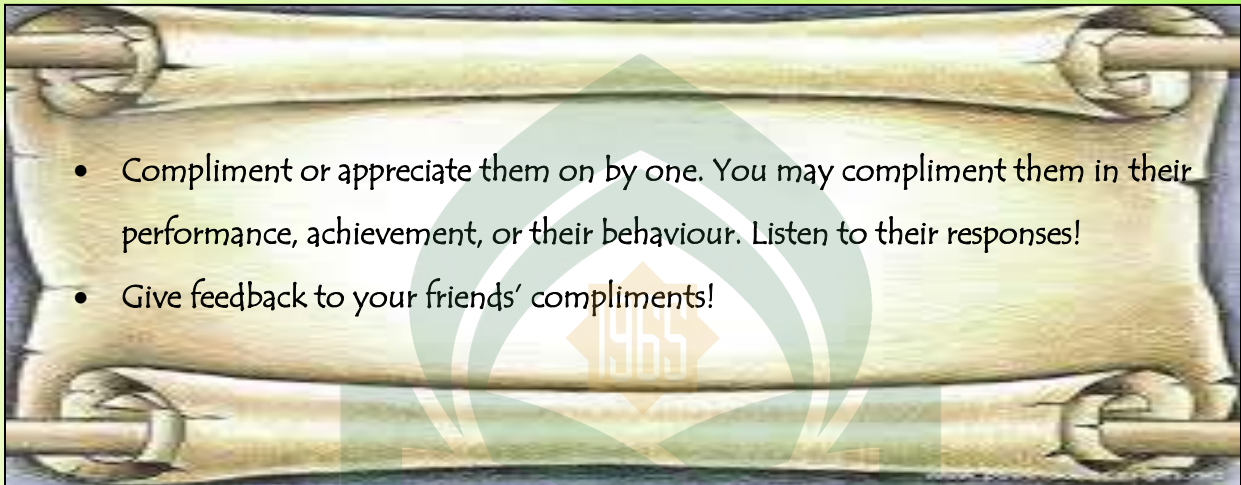 • Compliment or appreciate them on by one. You may compliment them in their
performance, achievement, or their behaviour. Listen to their responses!
• Give feedback to your friends’ compliments!
1965